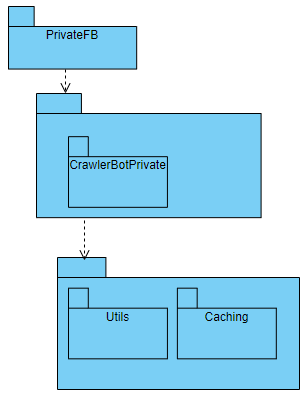 PrivateFB
CrawlerBotPrivate
Utils
Caching